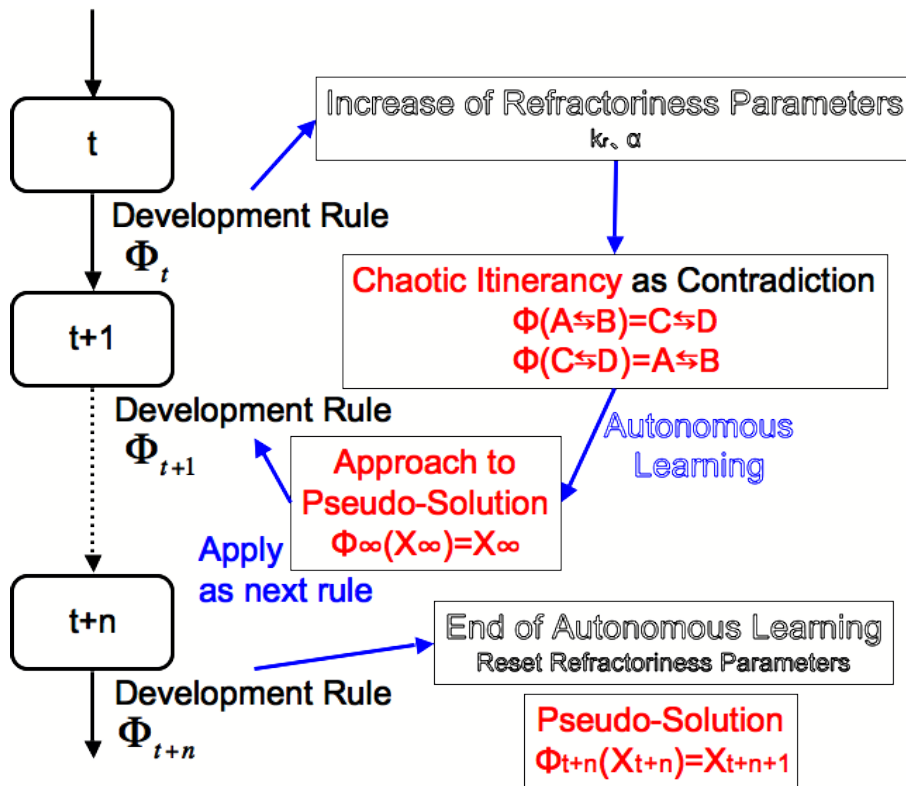 t
Increase of Refractoriness Parameters
kr、α
Development Rule
Φt
Chaotic Itinerancy as Contradiction
Φ(A⇆B)=C⇆D
Φ(C⇆D)=A⇆B
t+1
Development Rule
Φt+1
Autonomous
Learning
Approach to
Pseudo-Solution
Φ∞(X∞)=X∞
Apply
as next rule
t+n
End of Autonomous Learning
Reset Refractoriness Parameters
Development Rule
Φt+n
Pseudo-Solution
Φt+n(Xt+n)=Xt+n+1